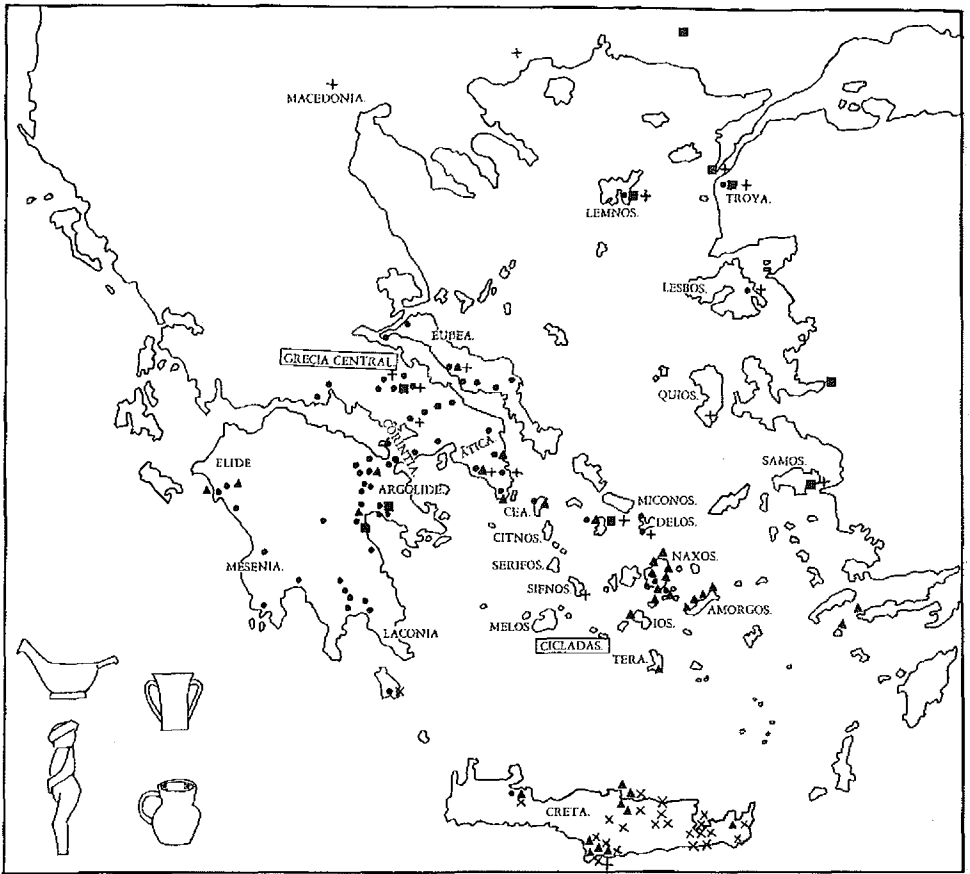 MACEDONIA.
LEMNOS.
TROYA.
LESBOS.
EUBEA.
GRECIA CENTRAL
QUIOS.
CORINTIA.
ÁTICA.
ELIDE
SAMOS.
ARGOLIDE.
MICONOS.
CEA.
DELOS.
CITNOS.
NAXOS.
SERIFOS.
MESENIA.
SIFNOS.
AMORGOS.
MELOS
IOS.
LACONIA
CICLADAS.
TERA.
CRETA.